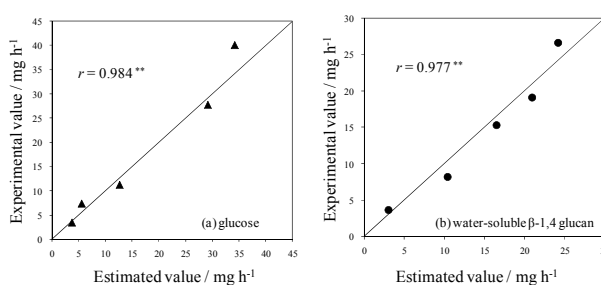 45
40
35
30
25
20
15
10
5
0
Experimental value / mg h-1
r = 0.984 **
(a) glucose
0 5 10 15 20 25 30 35 40 45
Estimated value / mg h-1
30
25
20
15
10
5
0
Experimental value / mg h-1
r = 0.977 **
(b) water-soluble β-1,4 glucan
0 5 10 15 20 25 30
Estimated value / mg h-1